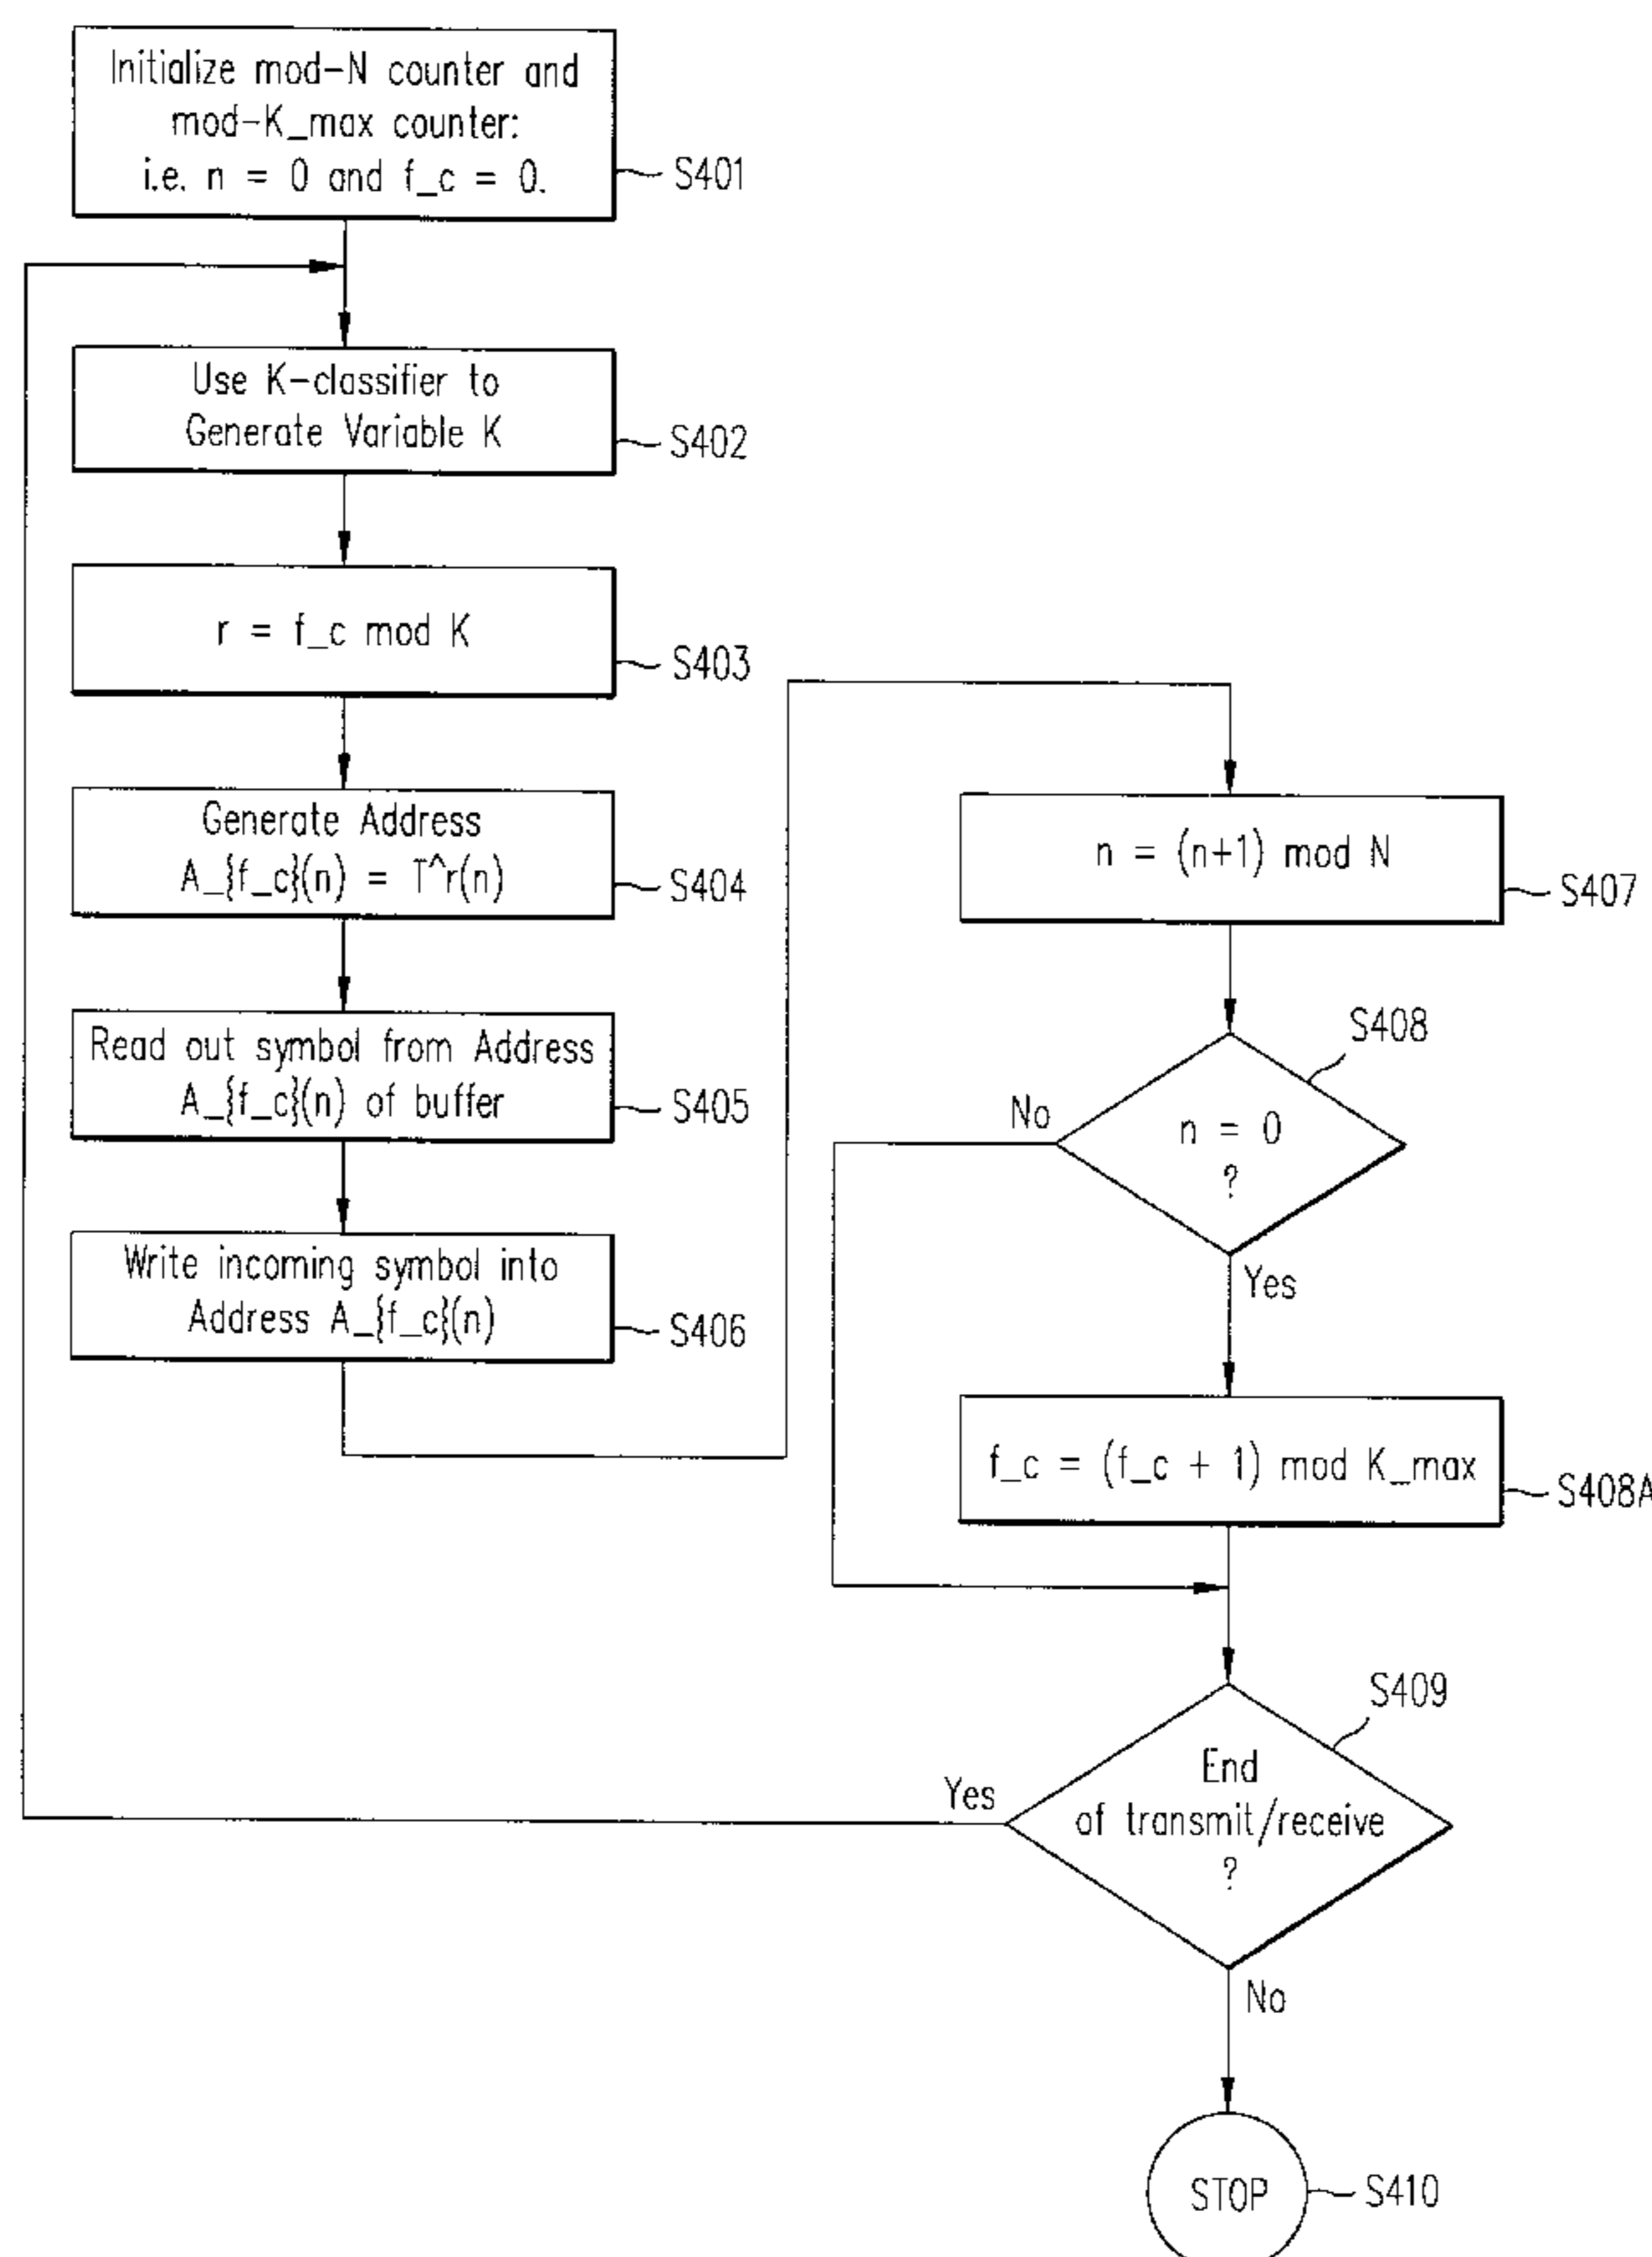 Initialize mod-N counter and
mod-K_max counter:
i.e. n = 0 and f_c = 0.
S401
Use K-classifier to
Generate Variable K
S402
r = f_c mod K
S403
Generate Address
A_{f_c}(n) = T^r(n)
S404
Read out symbol from Address
A_{f_c}(n) of buffer
S405
Write incoming symbol into
Address A_{f_c}(n)
S406
n = (n+1) mod N
S407
S408
No
n = 0
?
Yes
f_c = (f_c + 1) mod K_max
S408A
S409
Yes
End
of transmit/receive
?
No
STOP
S410